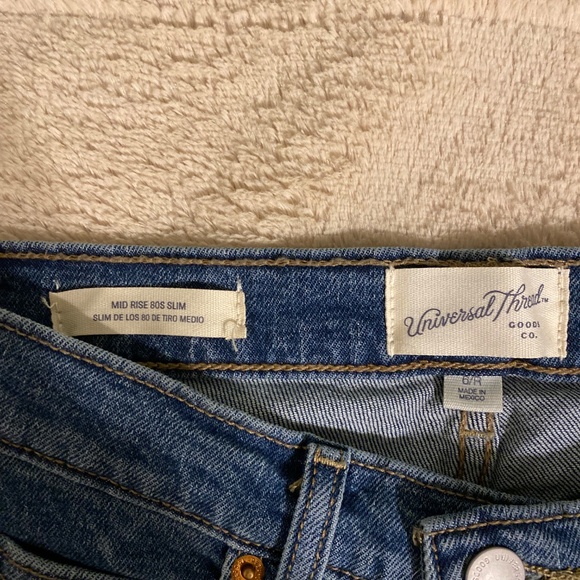 MID RISE 80S SLIM
SLIM DE LOS 80 DE TIRO MEDIO
Universal Thread™
GOODS
CO.
6/R
MADE IN
MEXICO